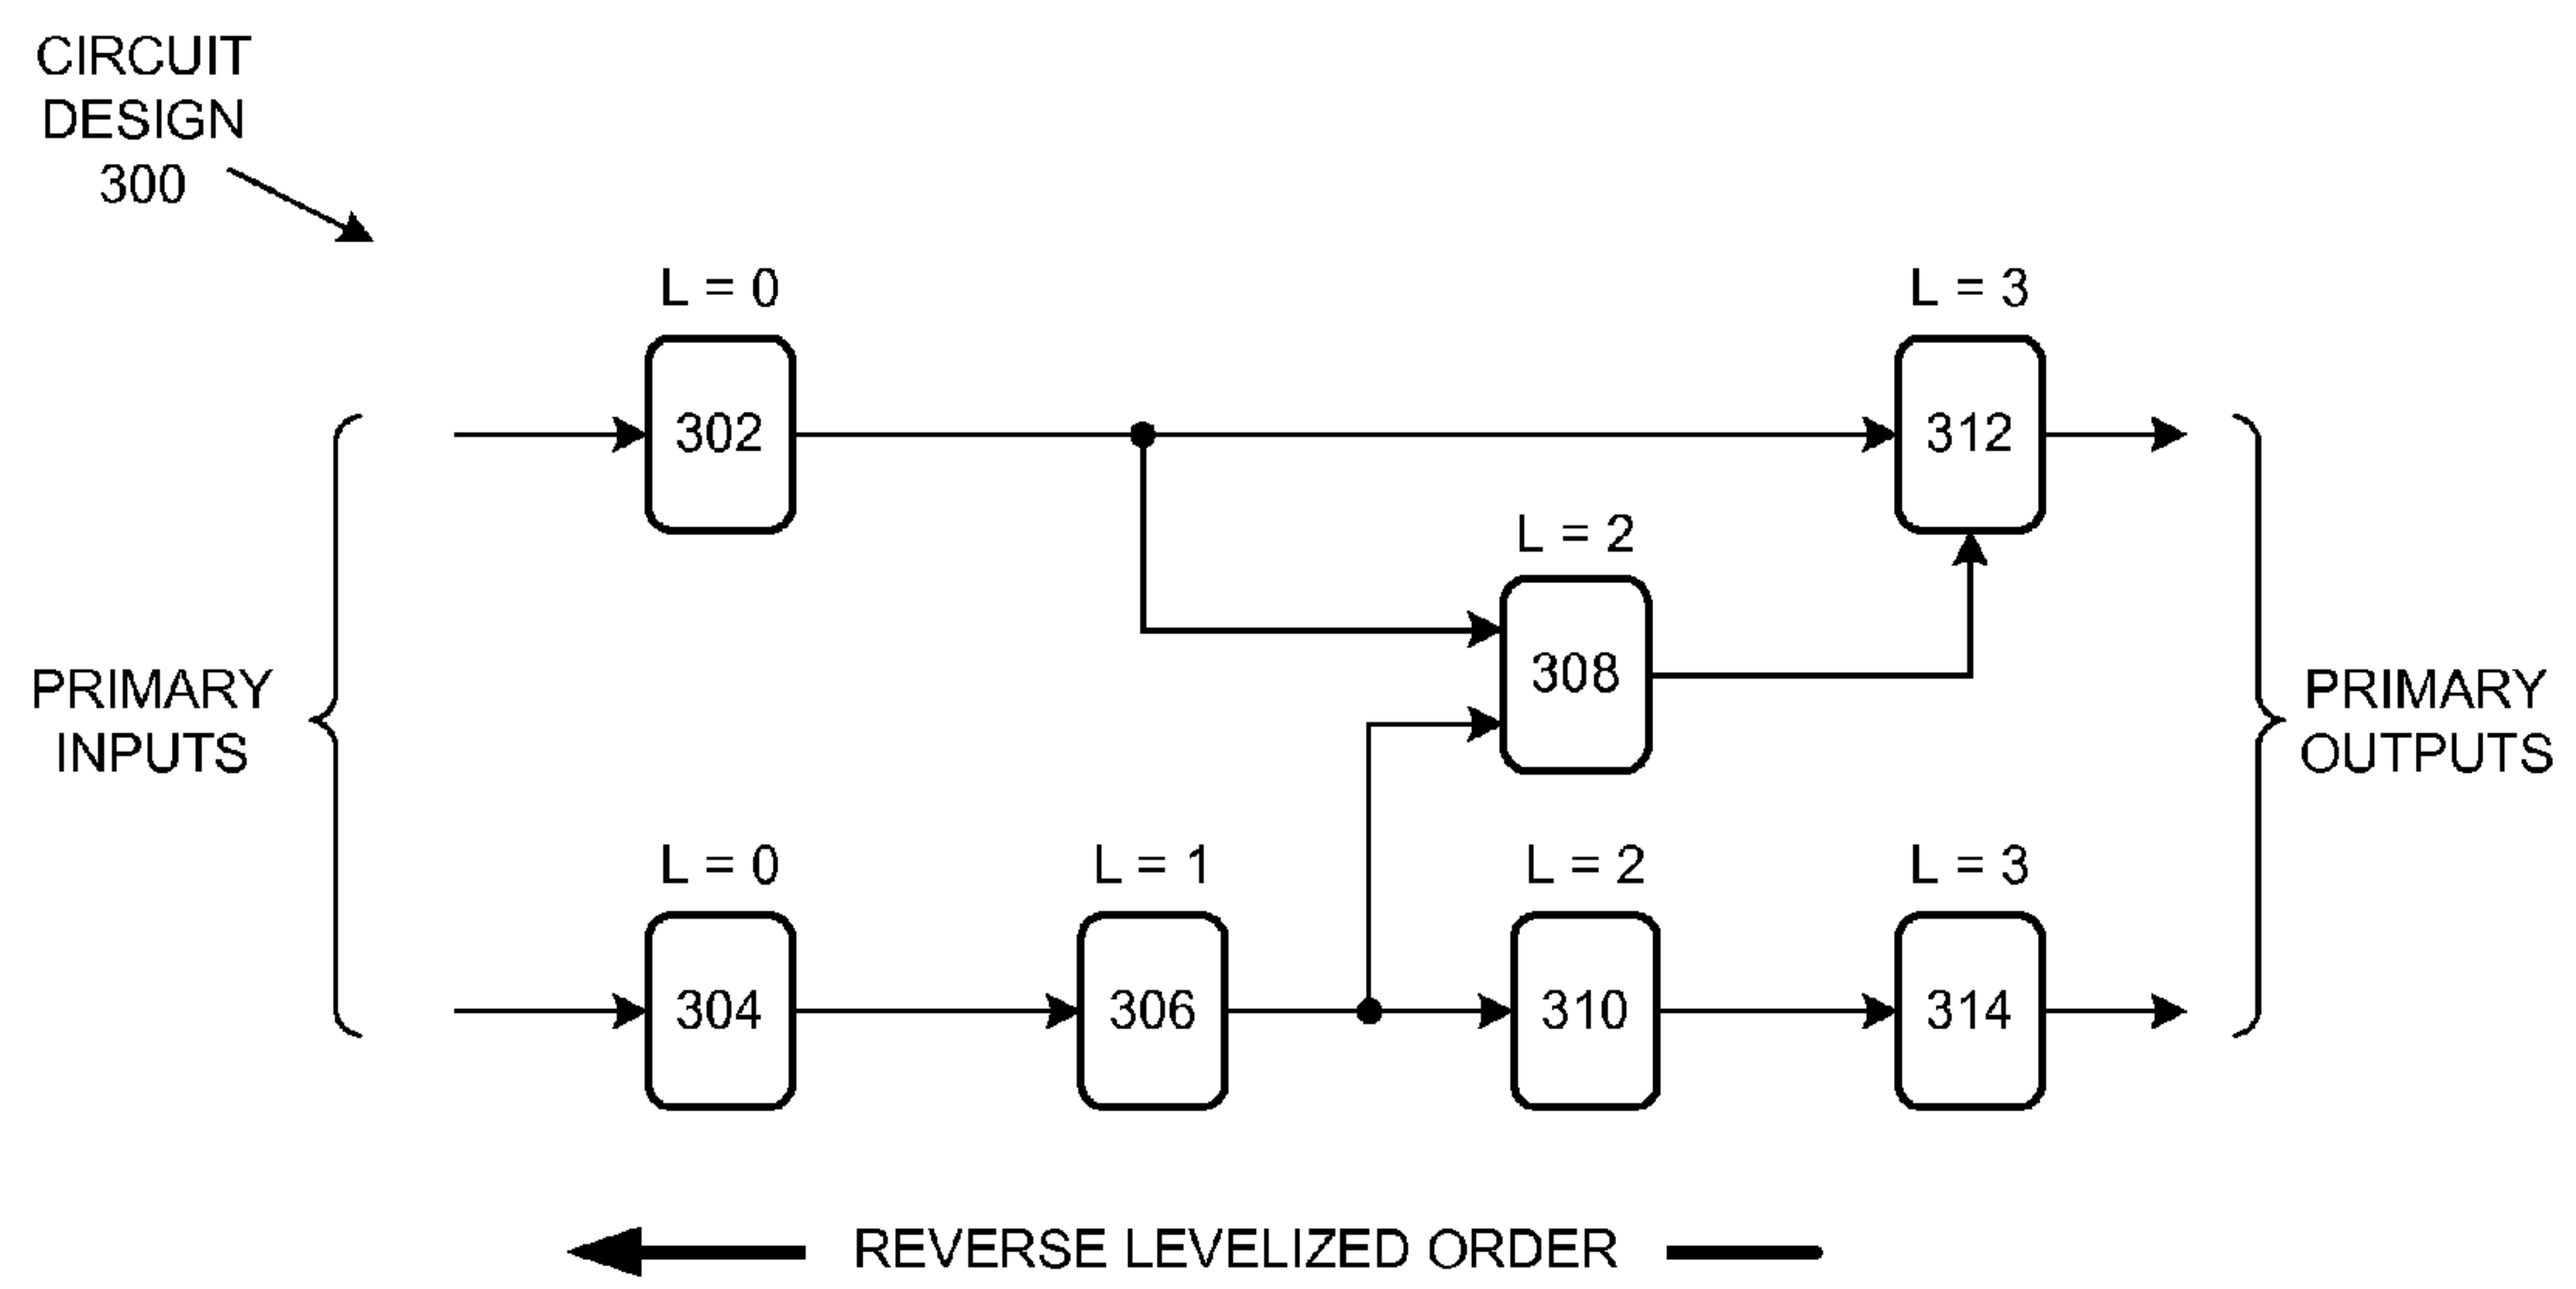 CIRCUIT
DESIGN
300
L = 0
L = 3
302
312
L = 2
308
PRIMARY
INPUTS
PRIMARY
OUTPUTS
L = 0
L = 1
L = 2
L = 3
304
306
310
314
REVERSE LEVELIZED ORDER